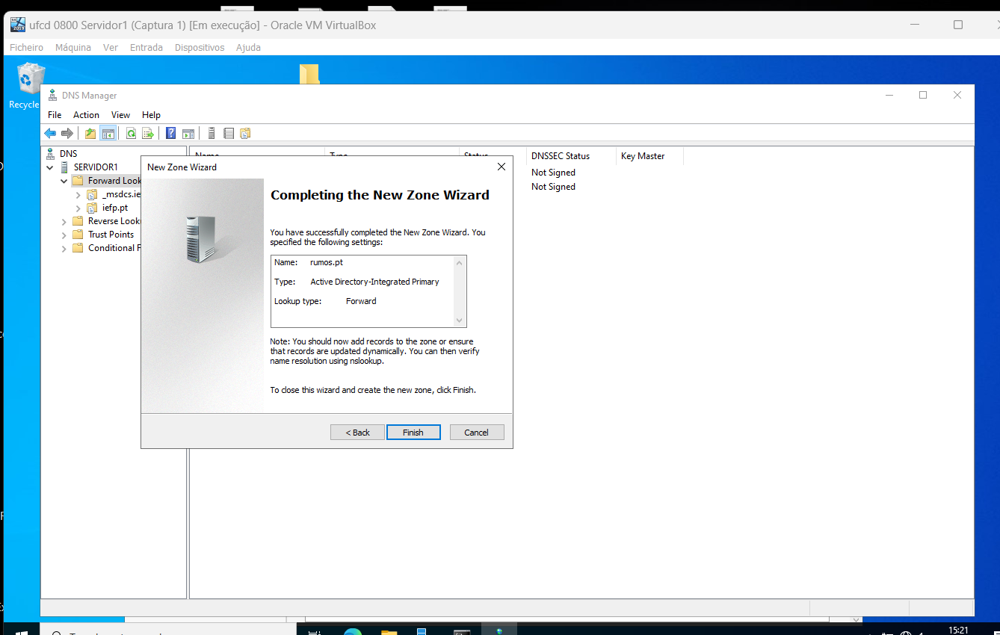 ufcd 0800 Servidor1 (Captura 1) [Em execução] - Oracle VM VirtualBox
Ficheiro Máquina Ver Entrada Dispositivos Ajuda
Recycle
DNS Manager
File Action View Help
DNS
SERVIDOR1
Forward Look
_msdcs.ie
iefp.pt
Reverse Look
Trust Points
Conditional F
Name Type Status DNSSEC Status Key Master
Not Signed
Not Signed
New Zone Wizard
Completing the New Zone Wizard
You have successfully completed the New Zone Wizard. You
specified the following settings:
Name: rumos.pt
Type: Active Directory-Integrated Primary
Lookup type: Forward
Note: You should now add records to the zone or ensure
that records are updated dynamically. You can then verify
name resolution using nslookup.
To close this wizard and create the new zone, click Finish.
< Back Finish Cancel
15:21